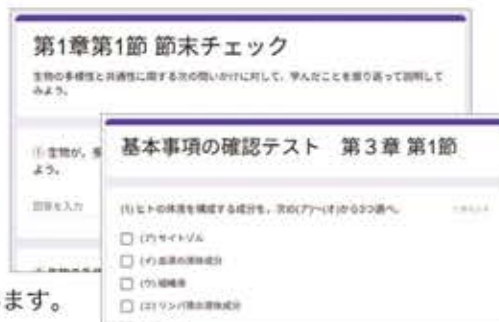 第1章第1節 節末チェック
生物の多様性と共通性に関する次の問いかけに対して、学んだことを振り返って説明して
みよう。
① 生物が、多
よう。
回答を入力
基本事項の確認テスト 第3章 第1節
(1) ヒトの体液を構成する成分を、次の(ア)〜(オ)から3つ選べ。
(ア) サイトゾル
(イ) 血液の液体成分
(ウ) 組織液
(エ) リンパ液の液体成分
ます。